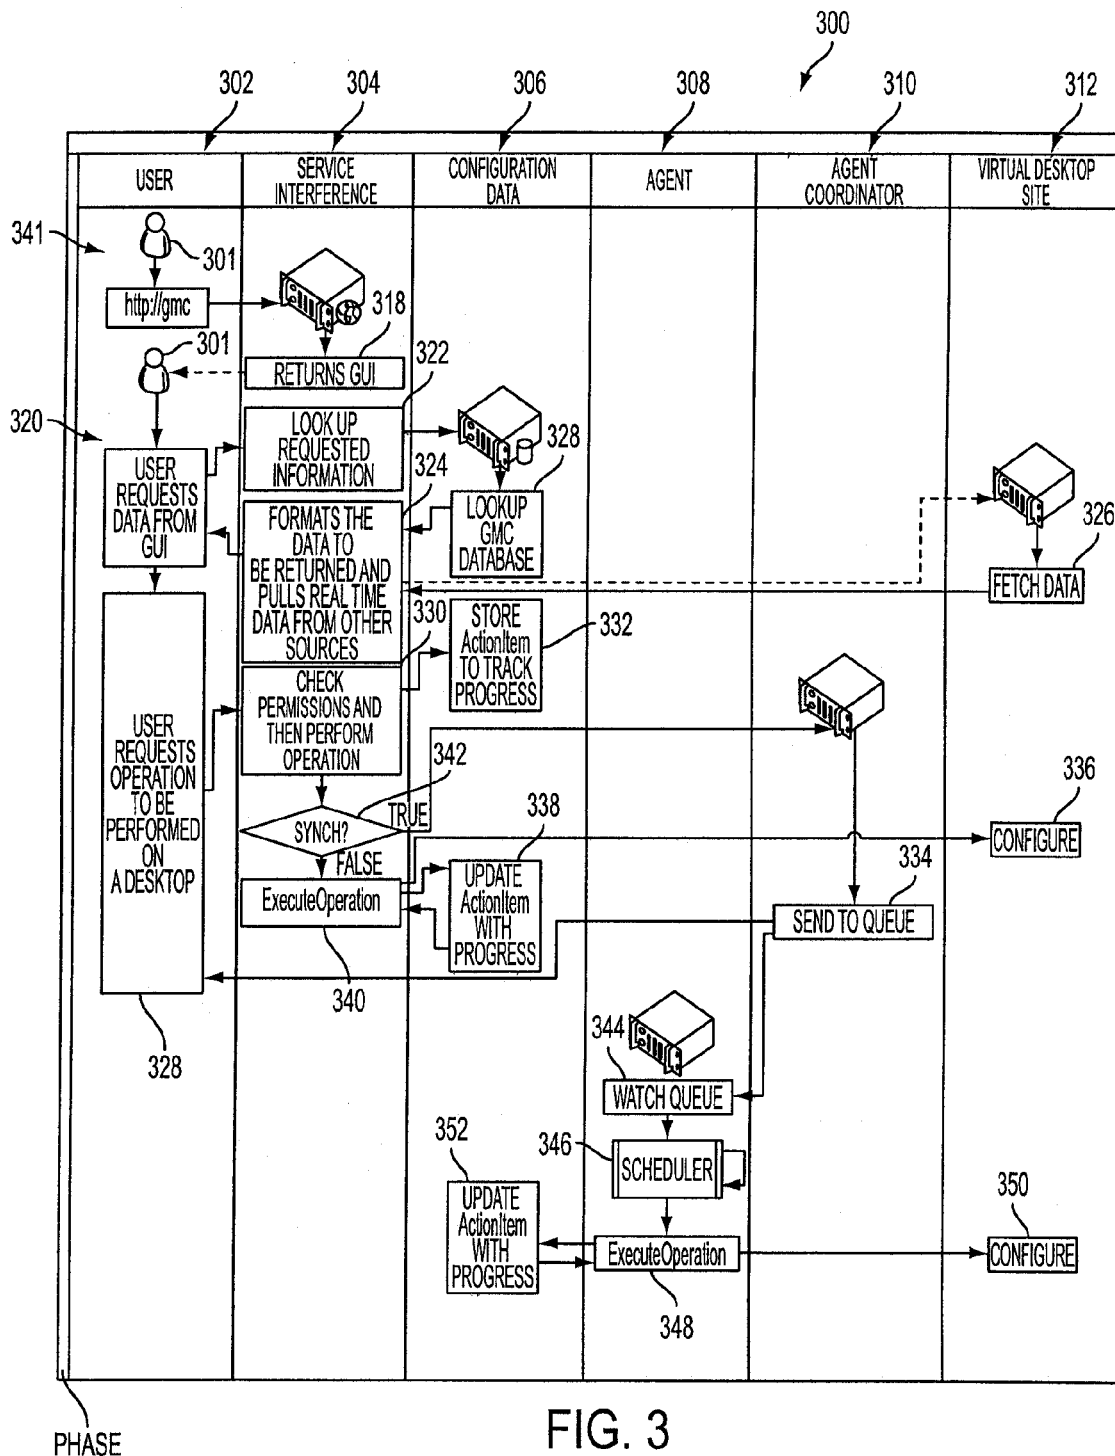 300
302
304
306
308
310
312
USER
SERVICE
INTERFERENCE
CONFIGURATION
DATA
AGENT
AGENT
COORDINATOR
VIRTUAL DESKTOP
SITE
341
301
http://gmc
318
301
RETURNS GUI
322
320
LOOK UP
REQUESTED
INFORMATION
328
324
USER
REQUESTS
DATA FROM
GUI
LOOKUP
GMC
DATABASE
326
FETCH DATA
FORMATS THE
DATA TO
BE RETURNED AND
PULLS REAL TIME
DATA FROM OTHER
SOURCES
330
STORE
ActionItem
TO TRACK
PROGRESS
332
CHECK
PERMISSIONS AND
THEN PERFORM
OPERATION
USER
REQUESTS
OPERATION
TO BE
PERFORMED
ON
A DESKTOP
342
SYNCH?
TRUE
FALSE
338
336
CONFIGURE
ExecuteOperation
UPDATE
ActionItem
WITH
PROGRESS
334
SEND TO QUEUE
340
328
344
WATCH QUEUE
346
SCHEDULER
352
UPDATE
ActionItem
WITH
PROGRESS
ExecuteOperation
348
350
CONFIGURE
PHASE
FIG. 3